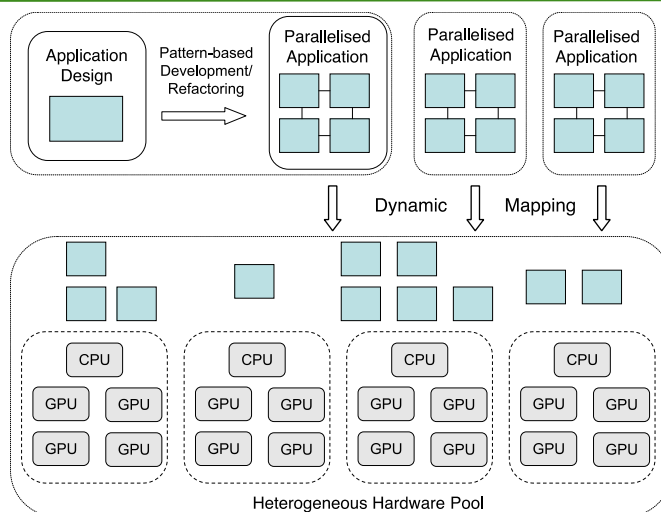 Application
Design
Pattern-based
Development/
Refactoring
Parallelised
Application
Parallelised
Application
Parallelised
Application
Dynamic Mapping
CPU CPU CPU CPU
GPU GPU GPU GPU GPU GPU GPU GPU
GPU GPU GPU GPU GPU GPU GPU GPU
Heterogeneous Hardware Pool